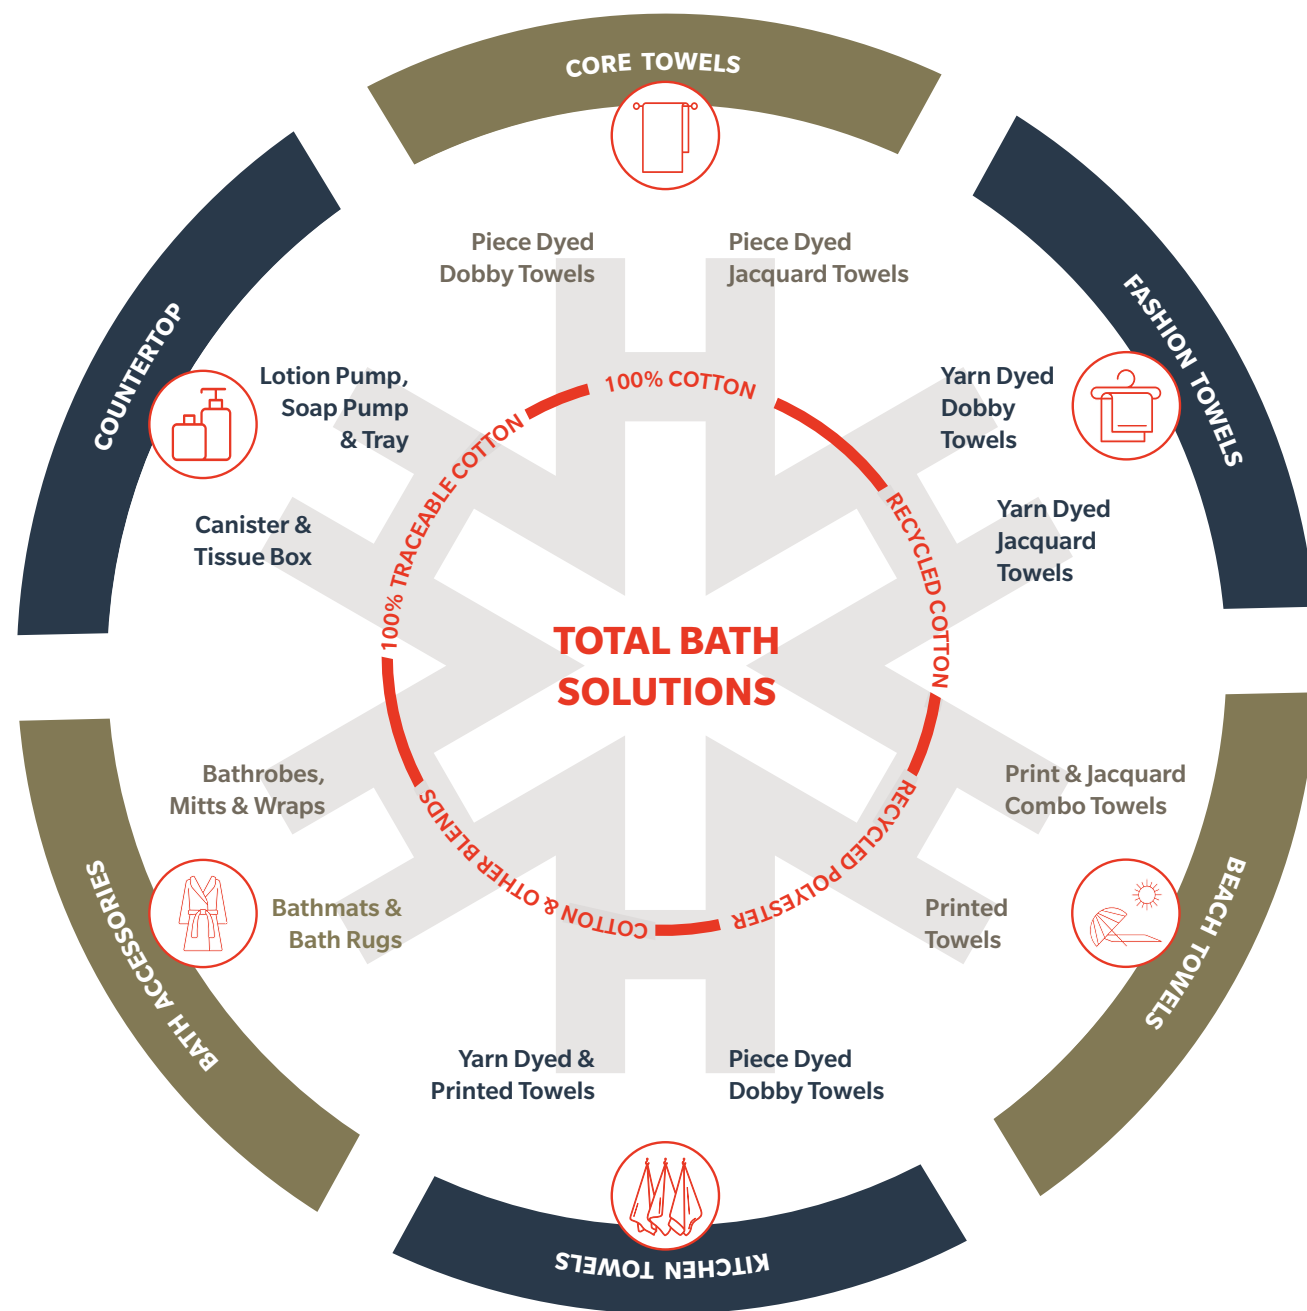 CORE TOWELS
Piece Dyed
Dobby Towels
Piece Dyed
Jacquard Towels
FASHION TOWELS
Yarn Dyed
Dobby
Towels
Yarn Dyed
Jacquard
Towels
BEACH TOWELS
Print & Jacquard
Combo Towels
Printed
Towels
KITCHEN TOWELS
Piece Dyed
Dobby Towels
Yarn Dyed &
Printed Towels
BATH ACCESSORIES
Bathrobes,
Mitts & Wraps
Bathmats &
Bath Rugs
COUNTERTOP
Lotion Pump,
Soap Pump
& Tray
Canister &
Tissue Box
100% COTTON
RECYCLED COTTON
RECYCLED POLYESTER
COTTON & OTHER BLENDS
100% TRACEABLE COTTON
TOTAL BATH
SOLUTIONS